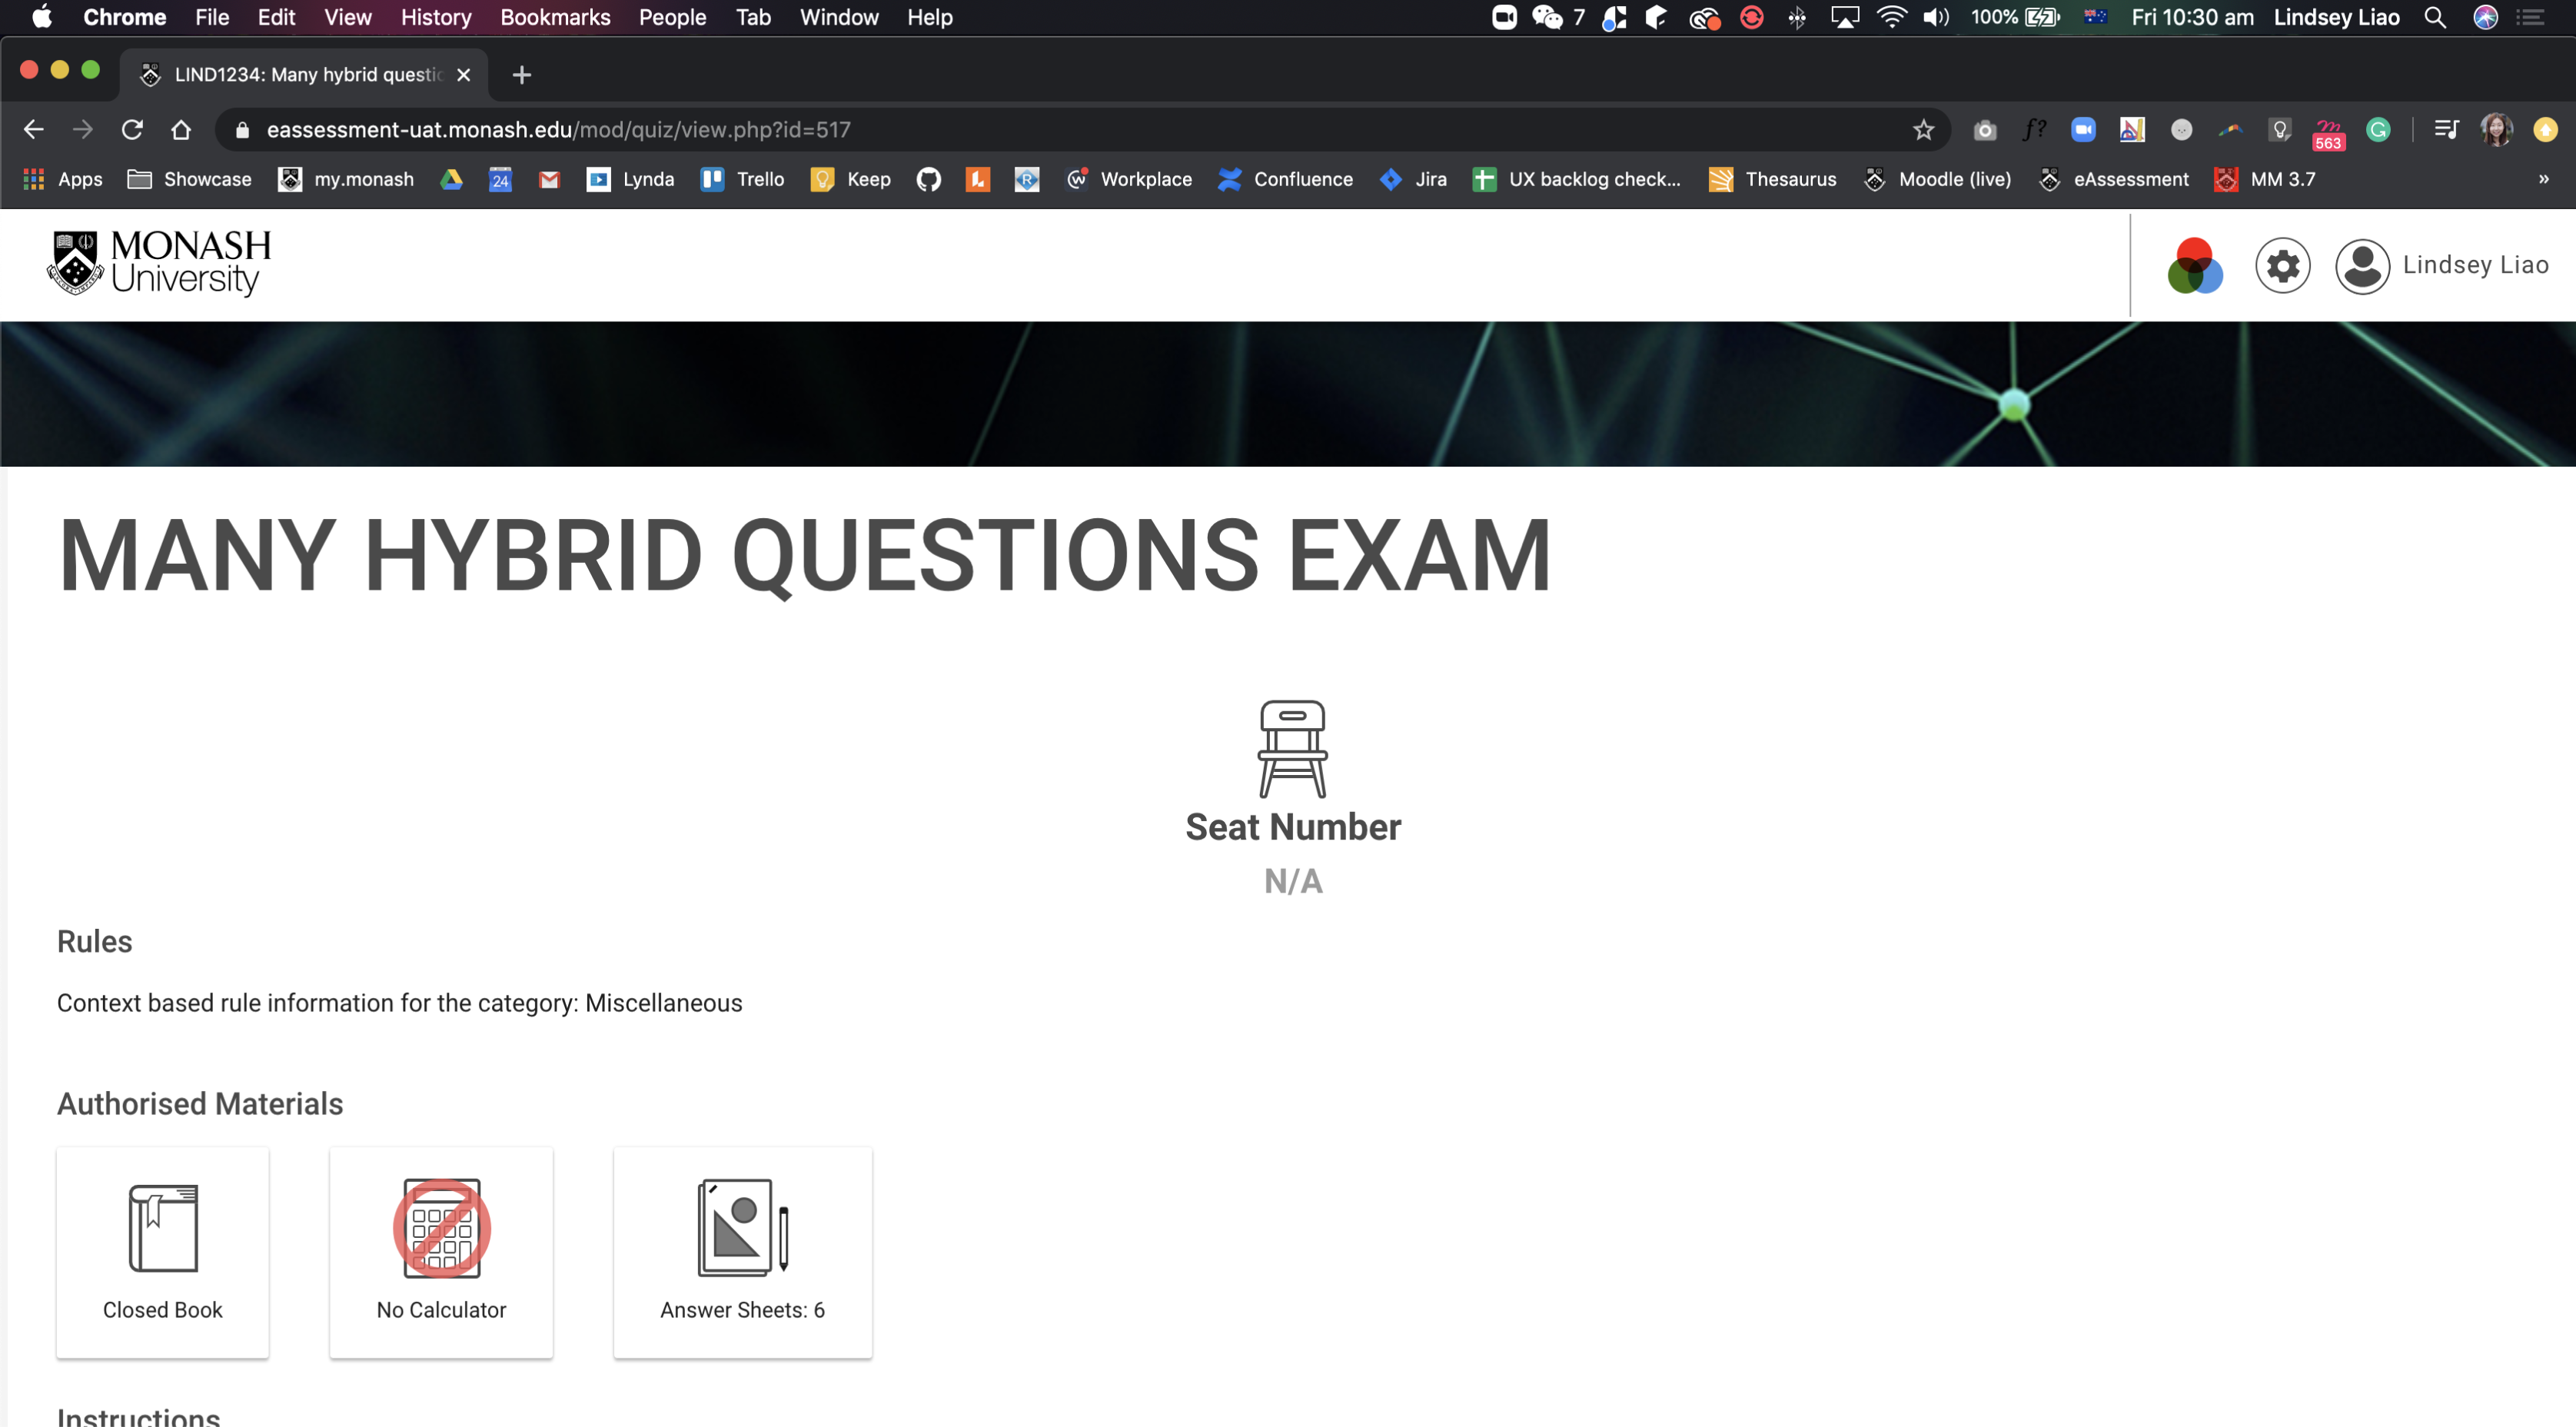 Chrome File Edit View History Bookmarks People Tab Window Help 7 100% Fri 10:30 am Lindsey Liao
LIND1234: Many hybrid questio
eassessment-uat.monash.edu/mod/quiz/view.php?id=517 f? 563
Apps Showcase my.monash 24 Lynda Trello Keep Workplace Confluence Jira UX backlog check... Thesaurus Moodle (live) eAssessment MM 3.7 »
MONASH
University
Lindsey Liao
MANY HYBRID QUESTIONS EXAM
Seat Number
N/A
Rules
Context based rule information for the category: Miscellaneous
Authorised Materials
Closed Book No Calculator Answer Sheets: 6
Instructions